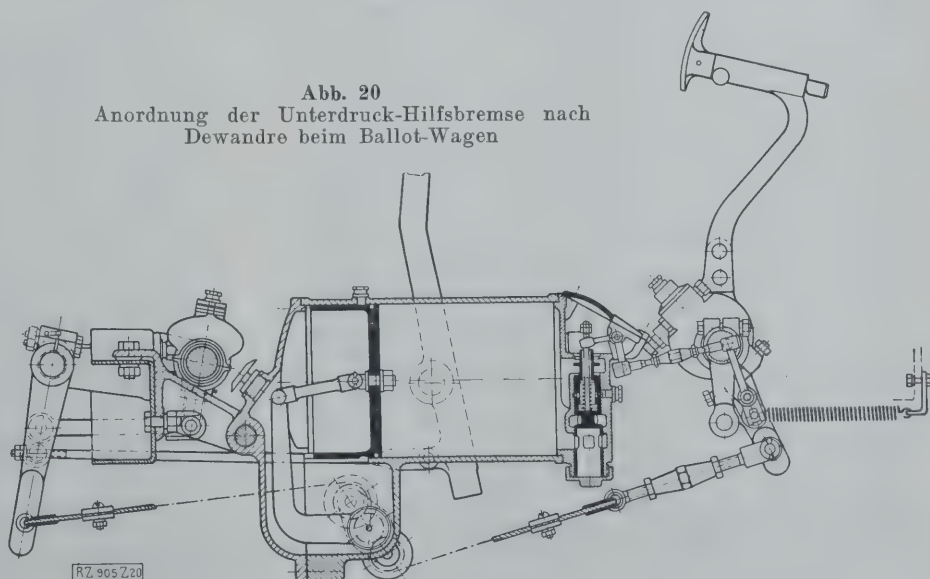 Abb. 20
Anordnung der Unterdruck-Hilfsbremse nach
Dewandre beim Ballot-Wagen
RZ 905 Z20